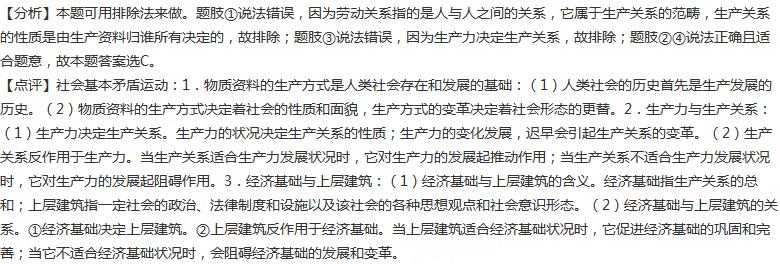 【分析】本题可用排除法来做。题肢①说法错误，因为劳动关系指的是人与人之间的关系，它属于生产关系的范畴，生产关系
的性质是由生产资料归谁所有决定的，故排除；题肢③说法错误，因为生产力决定生产关系，故排除；题肢②④说法正确且适
合题意，故本题答案选C。
【点评】社会基本矛盾运动：1．物质资料的生产方式是人类社会存在和发展的基础：（1）人类社会的历史首先是生产发展的
历史。（2）物质资料的生产方式决定着社会的性质和面貌，生产方式的变革决定着社会形态的更替。2．生产力与生产关系：
（1）生产力决定生产关系。生产力的状况决定生产关系的性质；生产力的变化发展，迟早会引起生产关系的变革。（2）生产
关系反作用于生产力。当生产关系适合生产力发展状况时，它对生产力的发展起推动作用；当生产关系不适合生产力发展状况
时，它对生产力的发展起阻碍作用。3．经济基础与上层建筑：（1）经济基础与上层建筑的含义。经济基础指生产关系的总
和；上层建筑指一定社会的政治、法律制度和设施以及该社会的各种思想观点和社会意识形态。（2）经济基础与上层建筑的关
系。①经济基础决定上层建筑。②上层建筑反作用于经济基础。当上层建筑适合经济基础状况时，它促进经济基础的巩固和完
善；当它不适合经济基础状况时，会阻碍经济基础的发展和变革。